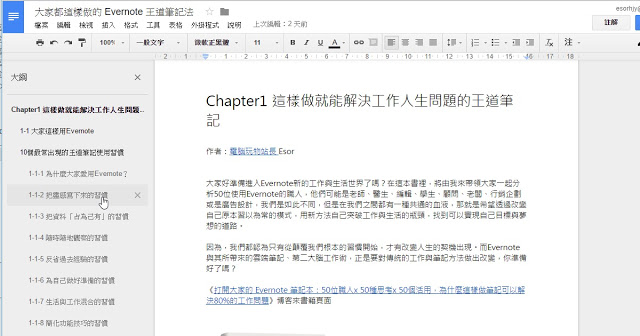 大家都這樣做的 Evernote 王道筆記法
esorhjy
檔案 編輯 檢視 插入 格式 工具 表格 外掛程式 說明 上次編輯：2 天前
註解
100% 一般文字 微軟正黑體 11 B I U A 注
大綱
Chapter1 這樣做就能解決工作人生問題...
1-1 大家這樣用Evernote
10個最常出現的王道筆記使用習慣
1-1-1 為什麼大家愛用Evernote？
1-1-2 把靈感寫下來的習慣
1-1-3 把資料「占為己有」的習慣
1-1-4 隨時隨地觀察的習慣
1-1-5 反省過去經驗的習慣
1-1-6 為自己做好準備的習慣
1-1-7 生活與工作混合的習慣
1-1-8 簡化功能技巧的習慣
Chapter1 這樣做就能解決工作人生問題的王道筆
記
作者：電腦玩物站長 Esor
大家好準備進入Evernote新的工作與生活世界了嗎？在這本書裡，將由我來帶領大家一起分
析50位使用Evernote的職人，他們可能是老師、醫生、編輯、學生、顧問、老闆、行銷企劃
或是廣告設計，我們是如此不同，但是在我們之間都有一種共通的血液，那就是希望透過改變
自己原本習以為常的模式，用新方法自己突破工作與生活的瓶頸，找到可以實現自己目標與夢
想的道路。
因為，我們都認為只有從顛覆我們根本的習慣開始，才有改變人生的契機出現。而Evernote
與其所帶來的雲端筆記、第二大腦工作術，正是要對傳統的工作與筆記方法做出改變，你準備
好了嗎？
《打開大家的 Evernote 筆記本：50位職人x 50種思考x 50個活用，為什麼這樣做筆記可以解
決80%的工作問題》博客來書籍頁面